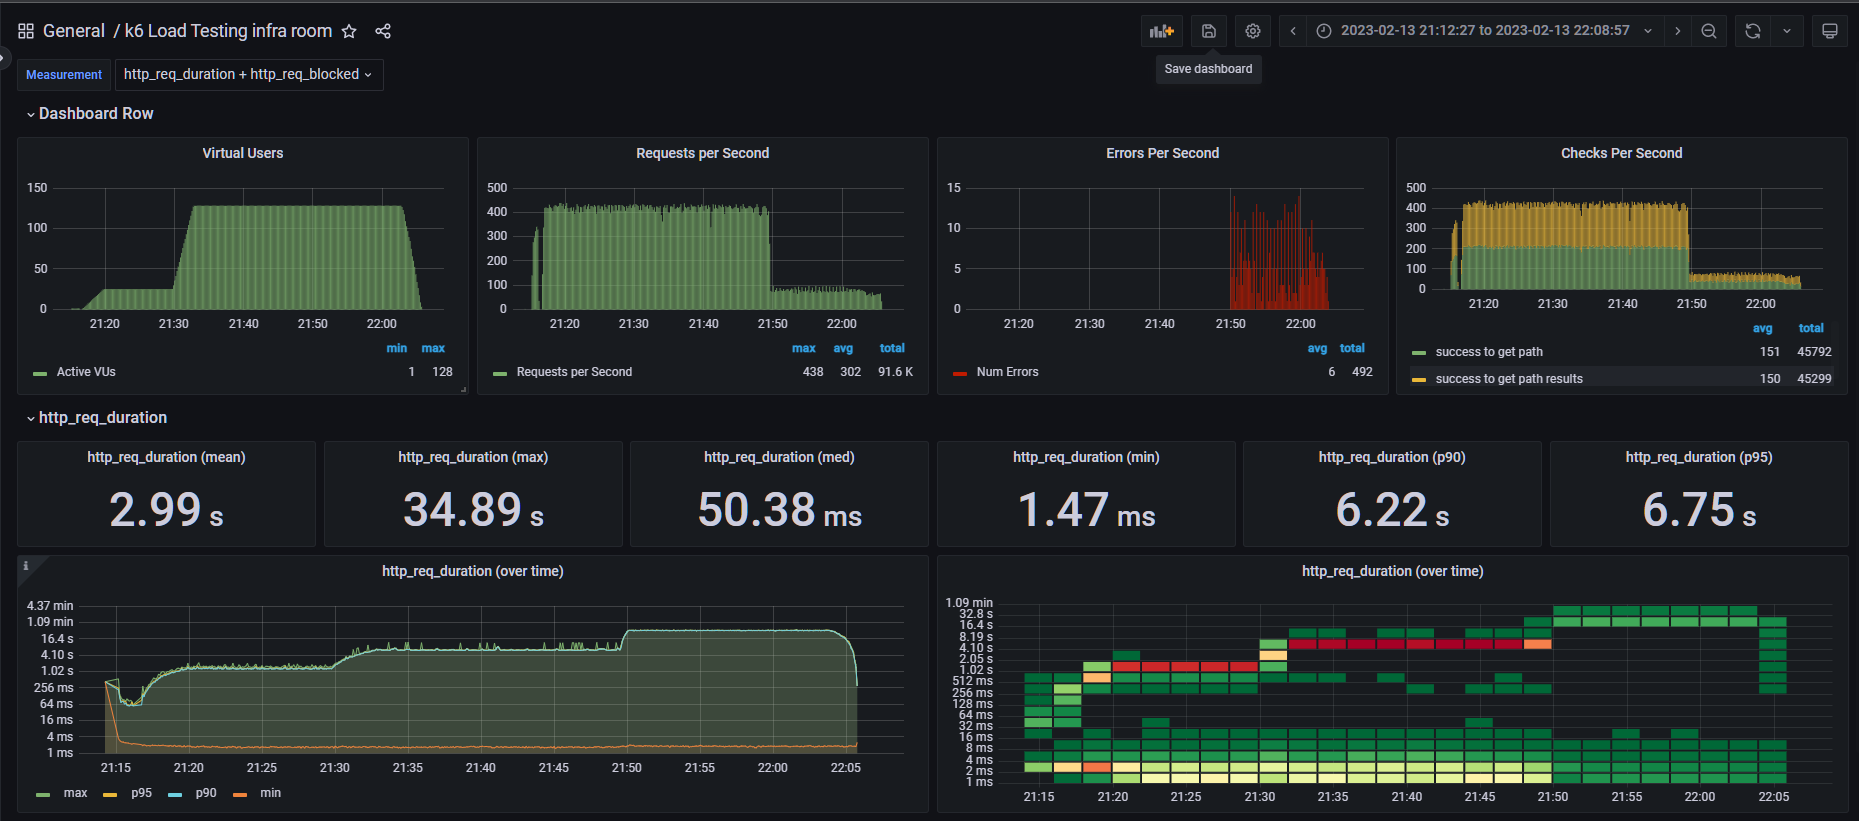 General / k6 Load Testing infra room
2023-02-13 21:12:27 to 2023-02-13 22:08:57
Save dashboard
Measurement http_req_duration + http_req_blocked
Dashboard Row
Virtual Users
150
100
50
0
21:20 21:30 21:40 21:50 22:00
min max
Active VUs 1 128
Requests per Second
500
400
300
200
100
0
21:20 21:30 21:40 21:50 22:00
max avg total
Requests per Second 438 302 91.6 K
Errors Per Second
15
10
5
0
21:20 21:30 21:40 21:50 22:00
avg total
Num Errors 6 492
Checks Per Second
500
400
300
200
100
0
21:20 21:30 21:40 21:50 22:00
avg total
success to get path 151 45792
success to get path results 150 45299
http_req_duration
http_req_duration (mean)
2.99 s
http_req_duration (max)
34.89 s
http_req_duration (med)
50.38 ms
http_req_duration (min)
1.47 ms
http_req_duration (p90)
6.22 s
http_req_duration (p95)
6.75 s
i
http_req_duration (over time)
4.37 min
1.09 min
16.4 s
4.10 s
1.02 s
256 ms
64 ms
16 ms
4 ms
1 ms
21:15 21:20 21:25 21:30 21:35 21:40 21:45 21:50 21:55 22:00 22:05
max p95 p90 min
http_req_duration (over time)
1.09 min
32.8 s
16.4 s
8.19 s
4.10 s
2.05 s
1.02 s
512 ms
256 ms
128 ms
64 ms
32 ms
16 ms
8 ms
4 ms
2 ms
1 ms
21:15 21:20 21:25 21:30 21:35 21:40 21:45 21:50 21:55 22:00 22:05